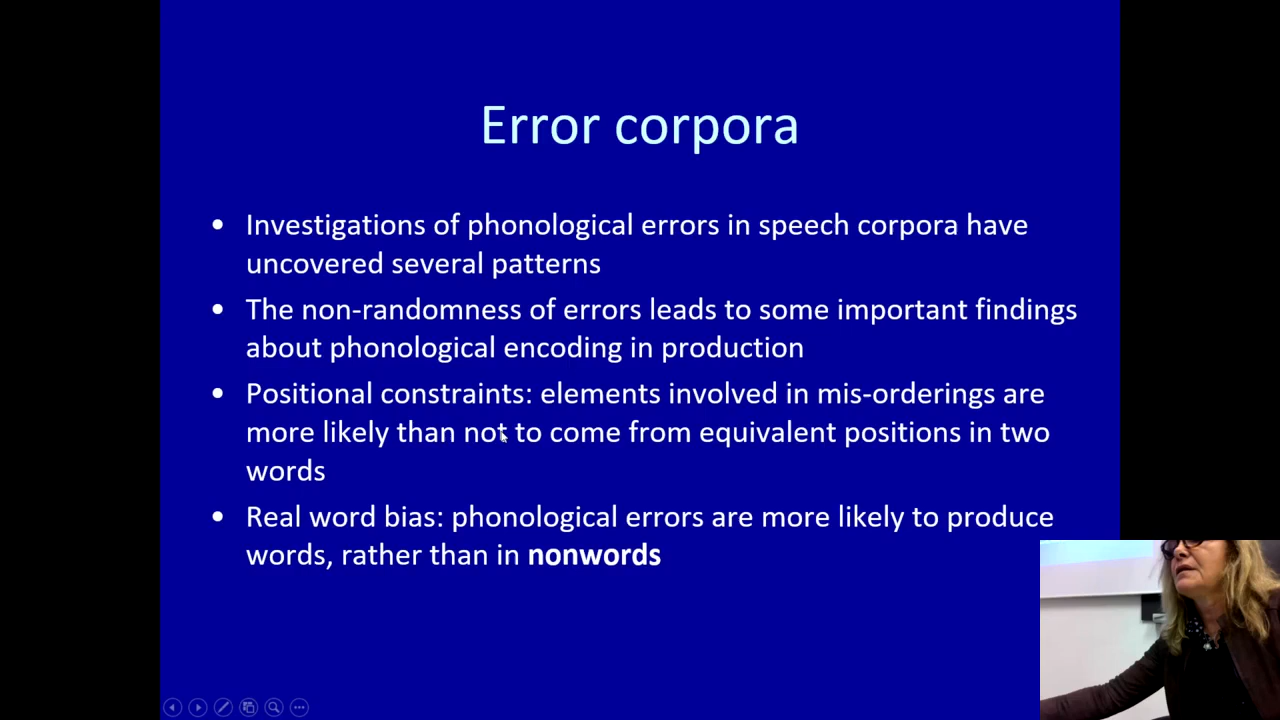 Error corpora
• Investigations of phonological errors in speech corpora have
uncovered several patterns
• The non-randomness of errors leads to some important findings
about phonological encoding in production
• Positional constraints: elements involved in mis-orderings are
more likely than not to come from equivalent positions in two
words
• Real word bias: phonological errors are more likely to produce
words, rather than in nonwords